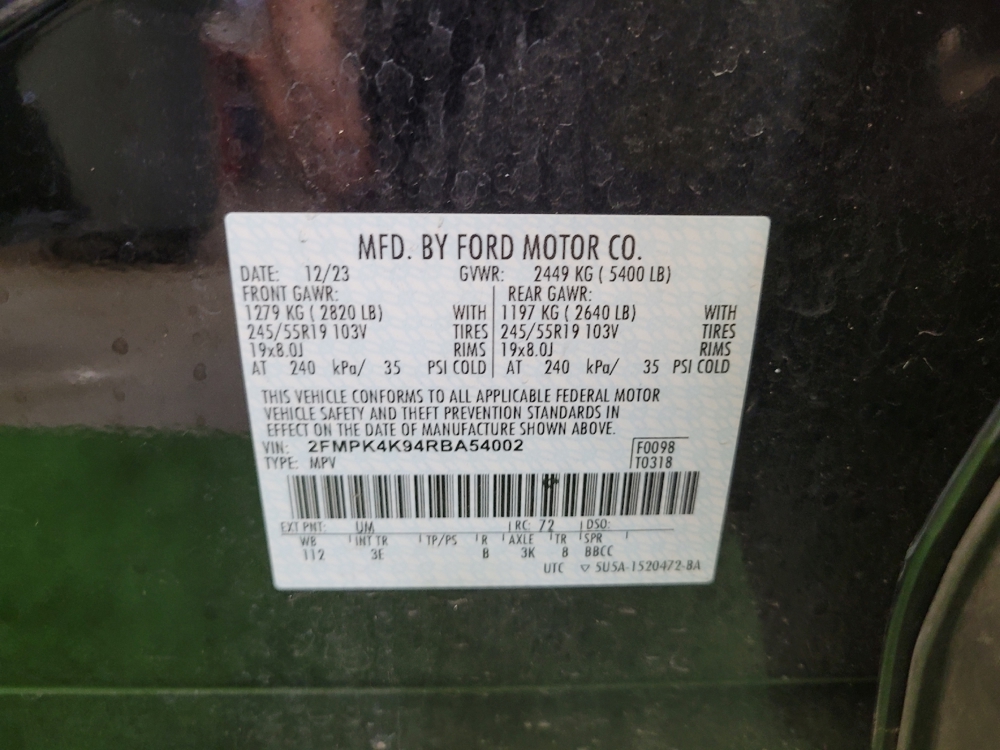 MFD. BY FORD MOTOR CO.
DATE: 12/23 GVWR: 2449 KG ( 5400 LB)
FRONT GAWR: REAR GAWR:
1279 KG ( 2820 LB) WITH 1197 KG ( 2640 LB) WITH
245/55R19 103V TIRES 245/55R19 103V TIRES
19x8.0J RIMS 19x8.0J RIMS
AT 240 kPa/ 35 PSI COLD AT 240 kPa/ 35 PSI COLD
THIS VEHICLE CONFORMS TO ALL APPLICABLE FEDERAL MOTOR
VEHICLE SAFETY AND THEFT PREVENTION STANDARDS IN
EFFECT ON THE DATE OF MANUFACTURE SHOWN ABOVE.
VIN: 2FMPK4K94RBA54002 F0098
TYPE: MPV T0318
EXT PNT: UM RC: 72 DSO:
WB INT TR TP/PS R AXLE TR SPR
112 3E B 3K 8 BBCC
UTC ▽ 5U5A-1520472-BA